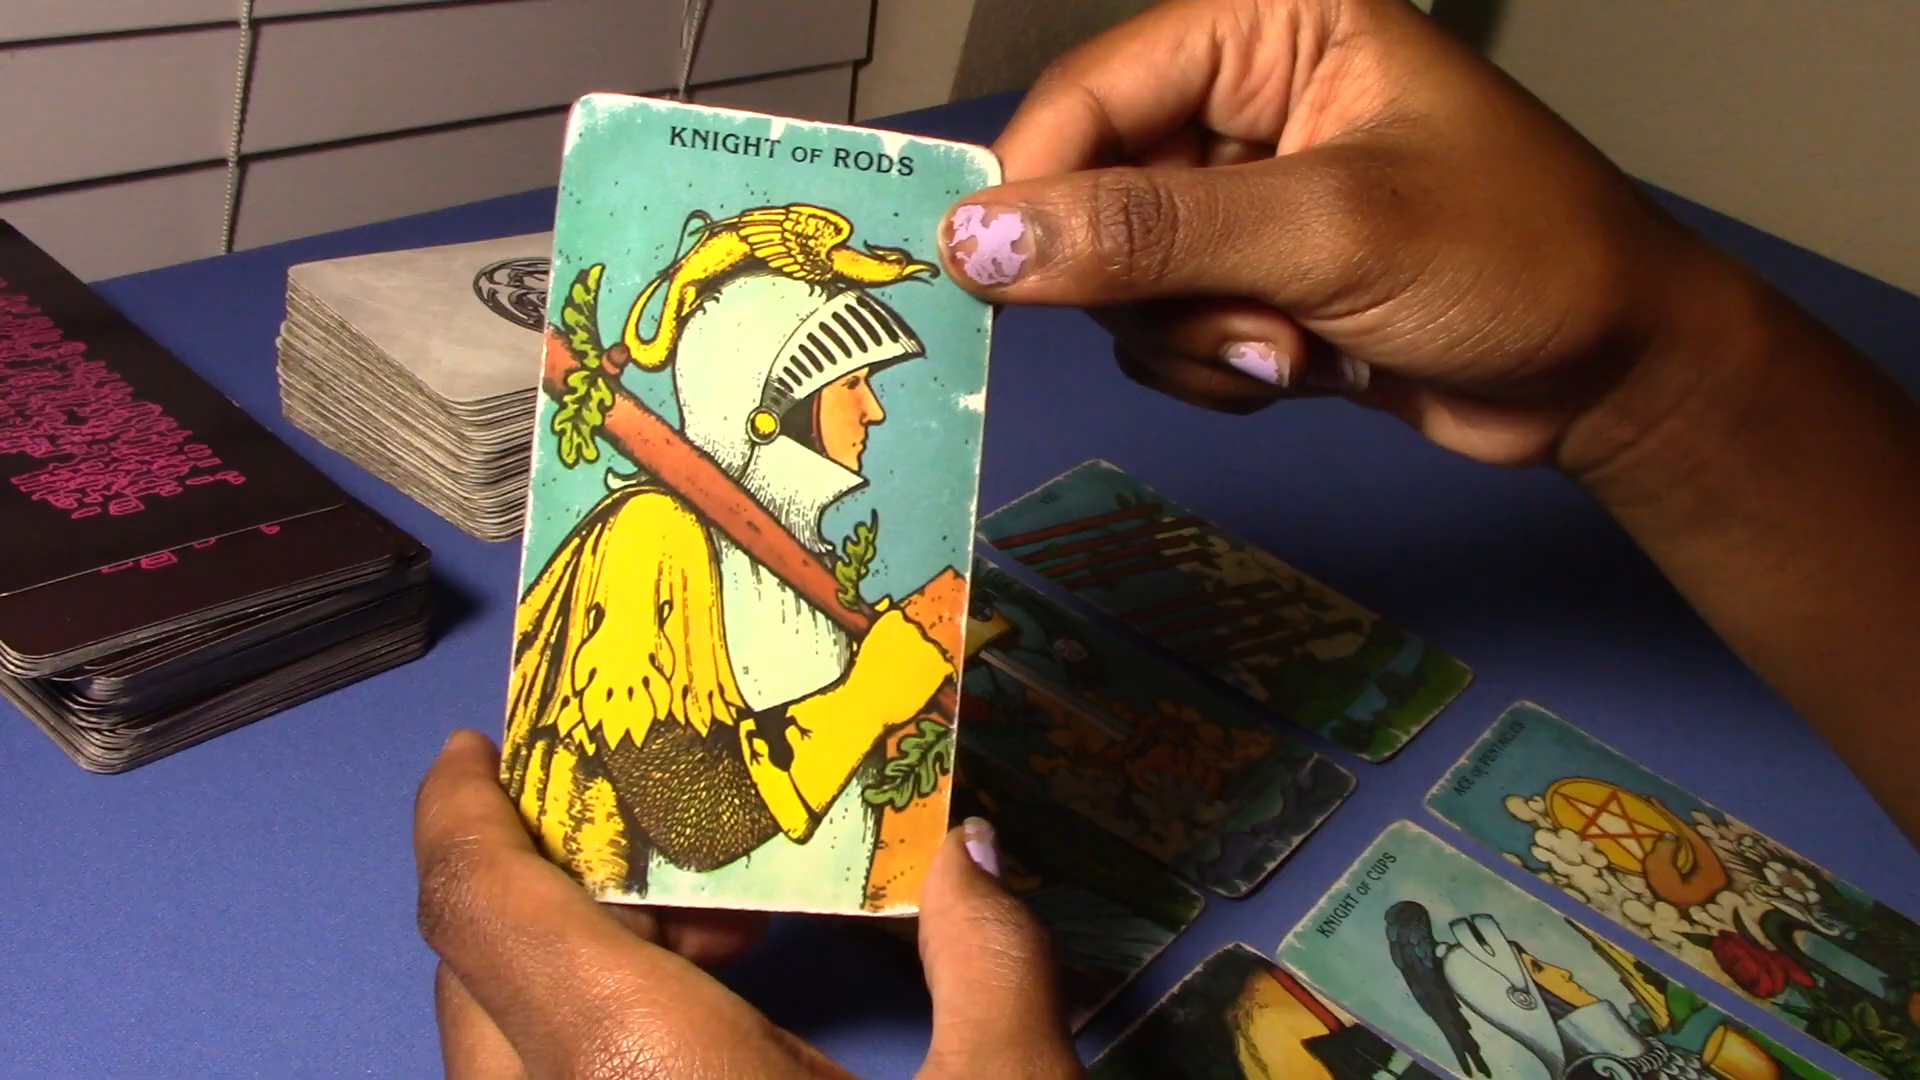 KNIGHT OF RODS
ACE of PENTACLES
KNIGHT OF CUPS